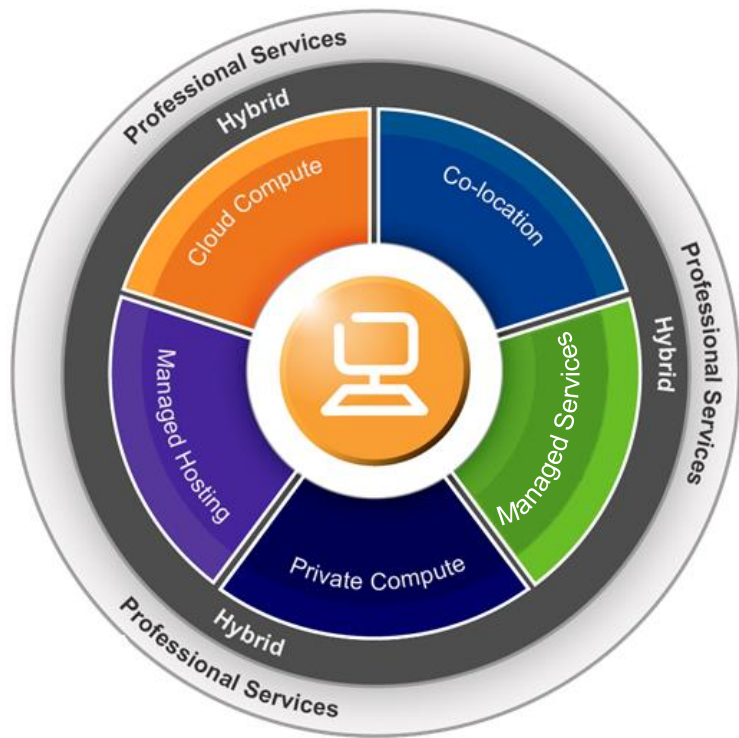 Professional Services
Hybrid
Cloud Compute
Co-location
Professional Services
Hybrid
Managed Services
Managed Hosting
Private Compute
Hybrid
Professional Services